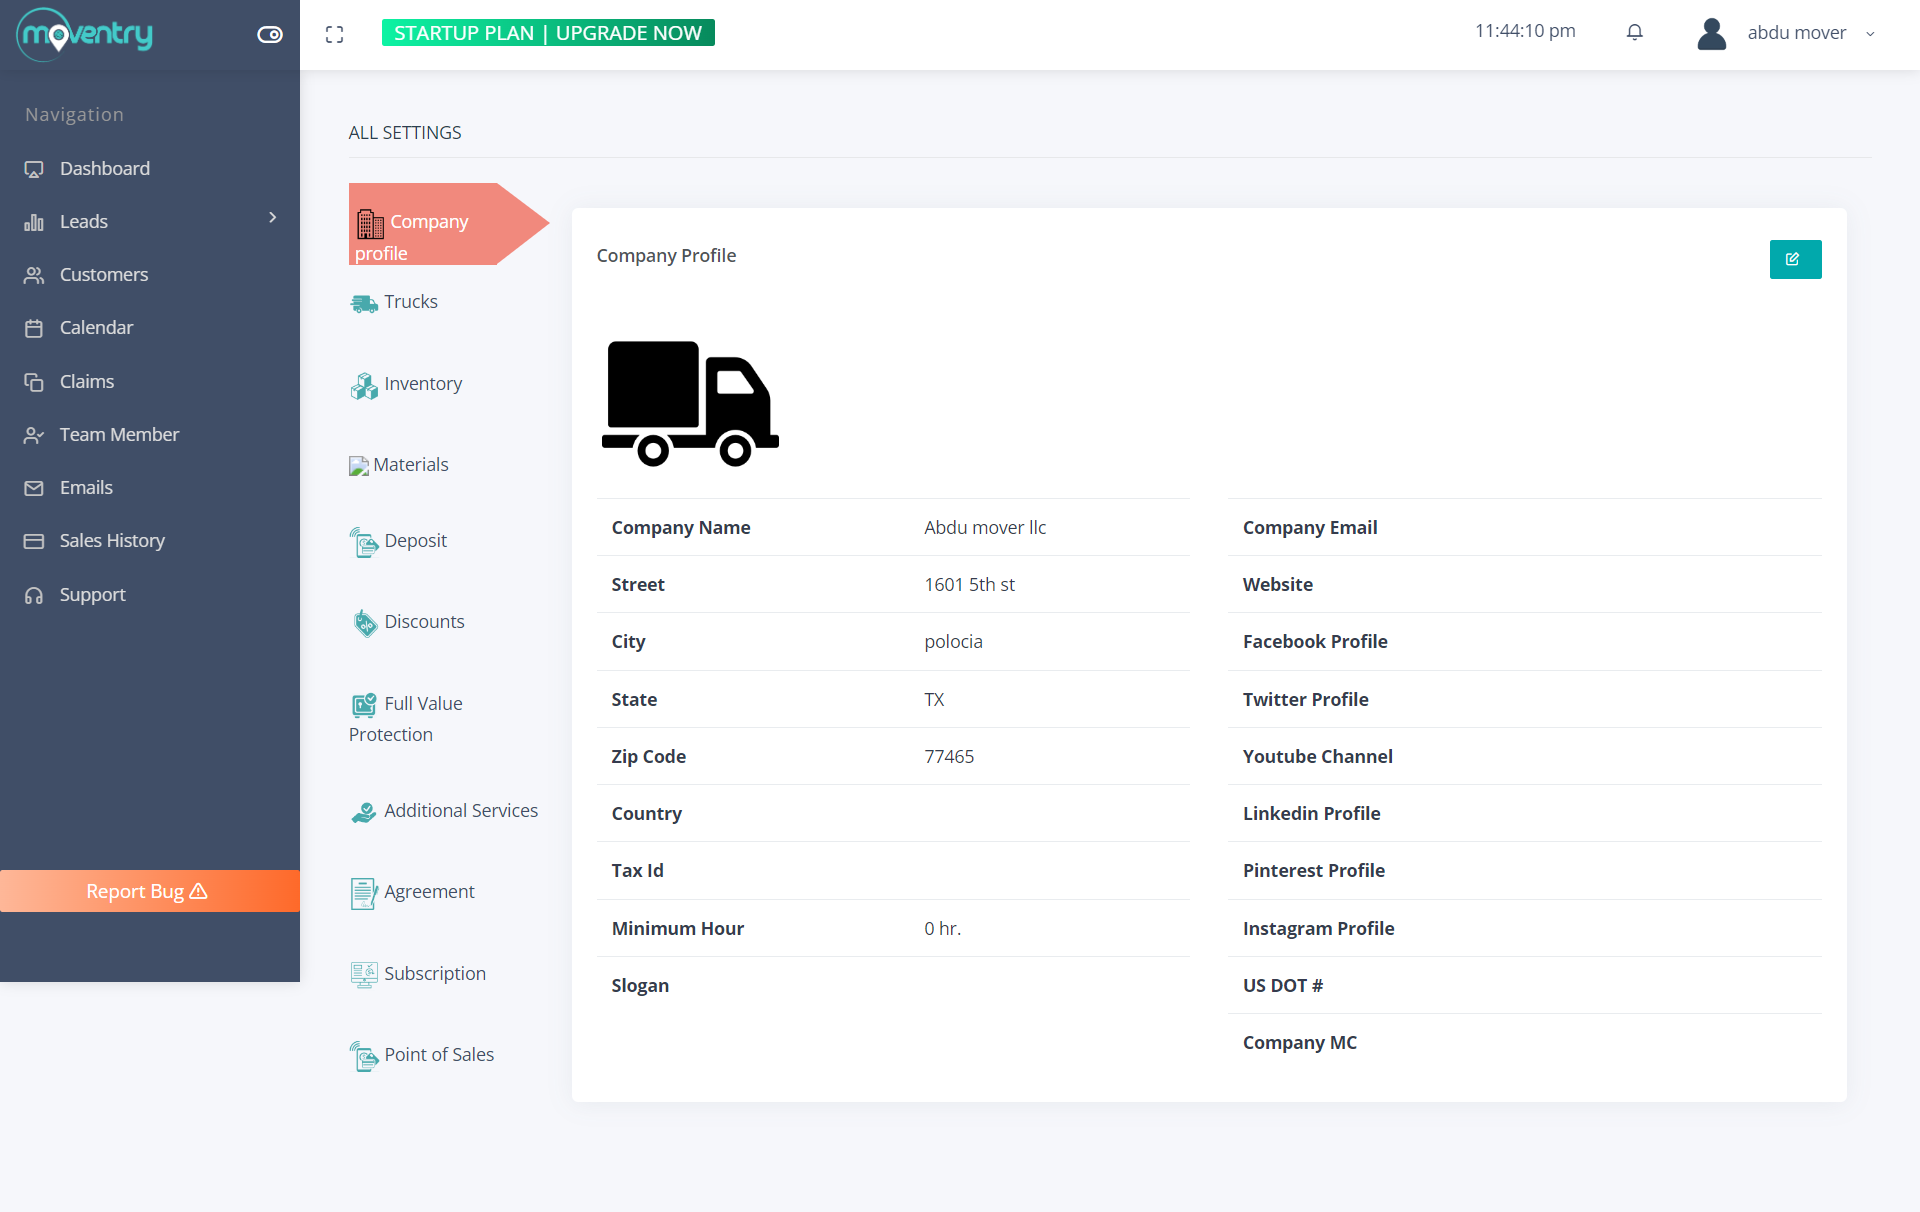 moventry
STARTUP PLAN | UPGRADE NOW
11:44:10 pm
abdu mover
Navigation
Dashboard
Leads
Customers
Calendar
Claims
Team Member
Emails
Sales History
Support
Report Bug
ALL SETTINGS
Company
profile
Trucks
Inventory
Materials
Deposit
Discounts
Full Value
Protection
Additional Services
Agreement
Subscription
Point of Sales
Company Profile
Company Name Abdu mover llc
Street 1601 5th st
City polocia
State TX
Zip Code 77465
Country
Tax Id
Minimum Hour 0 hr.
Slogan
Company Email
Website
Facebook Profile
Twitter Profile
Youtube Channel
Linkedin Profile
Pinterest Profile
Instagram Profile
US DOT #
Company MC